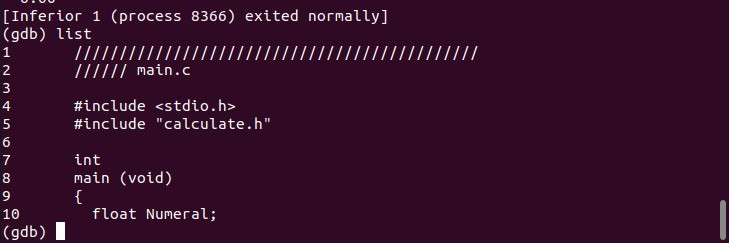 [Inferior 1 (process 8366) exited normally]
(gdb) list
1       /////////////////////////////////////////////
2       ////// main.c
3
4       #include <stdio.h>
5       #include "calculate.h"
6
7       int
8       main (void)
9       {
10        float Numeral;
(gdb)